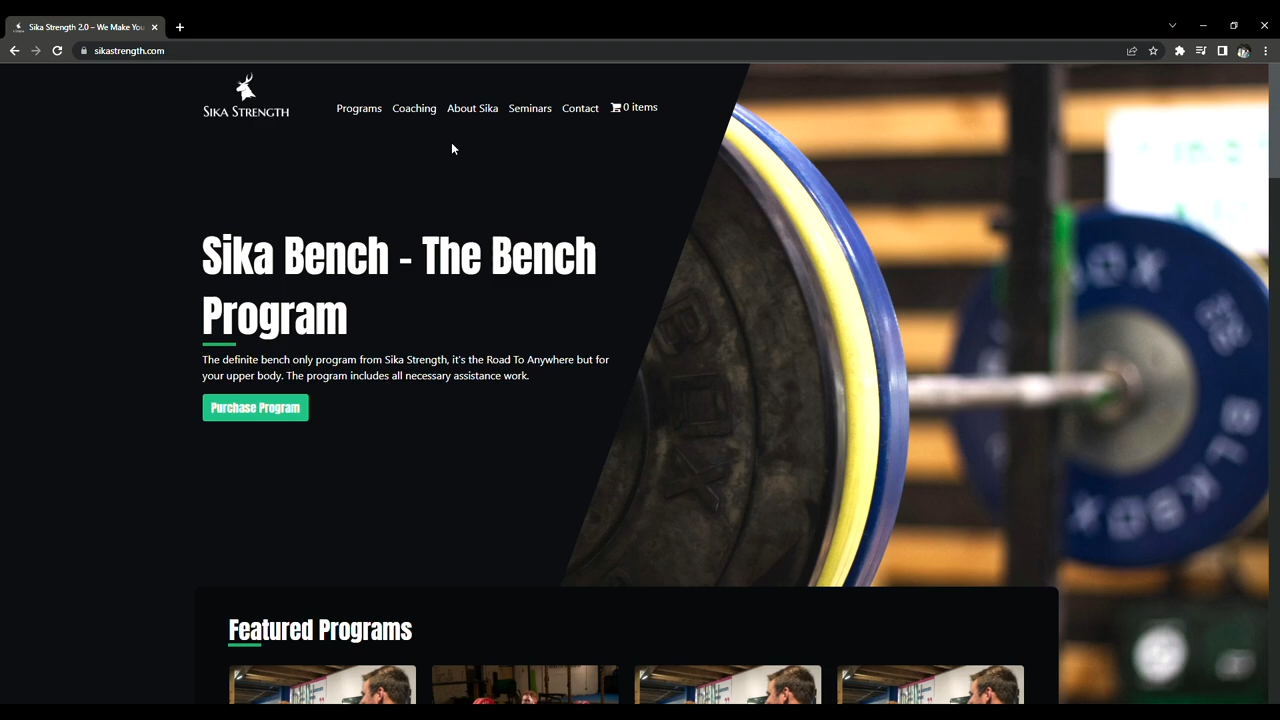 Sika Strength 2.0 – We Make You
sikastrength.com
SIKA STRENGTH
Programs Coaching About Sika Seminars Contact 0 items
Sika Bench - The Bench
Program
The definite bench only program from Sika Strength, it's the Road To Anywhere but for
your upper body. The program includes all necessary assistance work.
Purchase Program
BOX
BLKBOX
Featured Programs